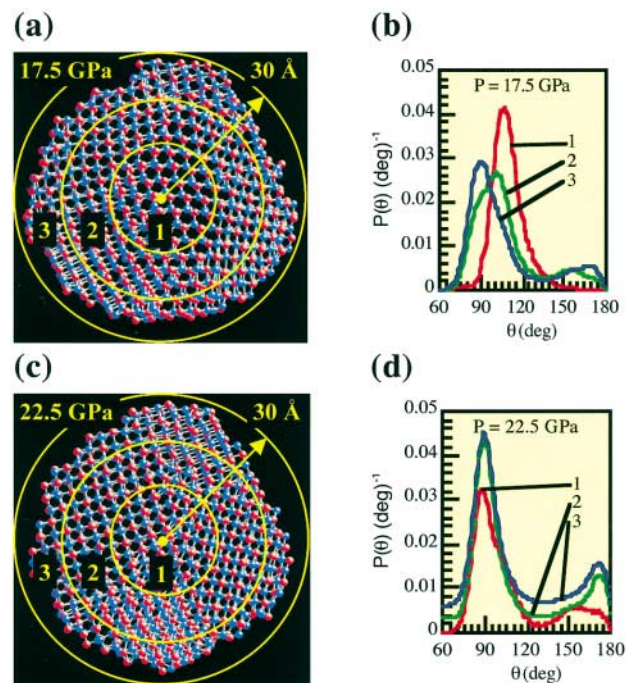 (a)
17.5 GPa
30 Å
3
2
1
(b)
P = 17.5 GPa
1
2
3
P(θ) (deg)⁻¹
0.05
0.04
0.03
0.02
0.01
0
60 90 120 150 180
θ (deg)
(c)
22.5 GPa
30 Å
3
2
1
(d)
P = 22.5 GPa
1
2
3
P(θ) (deg)⁻¹
0.05
0.04
0.03
0.02
0.01
0
60 90 120 150 180
θ (deg)